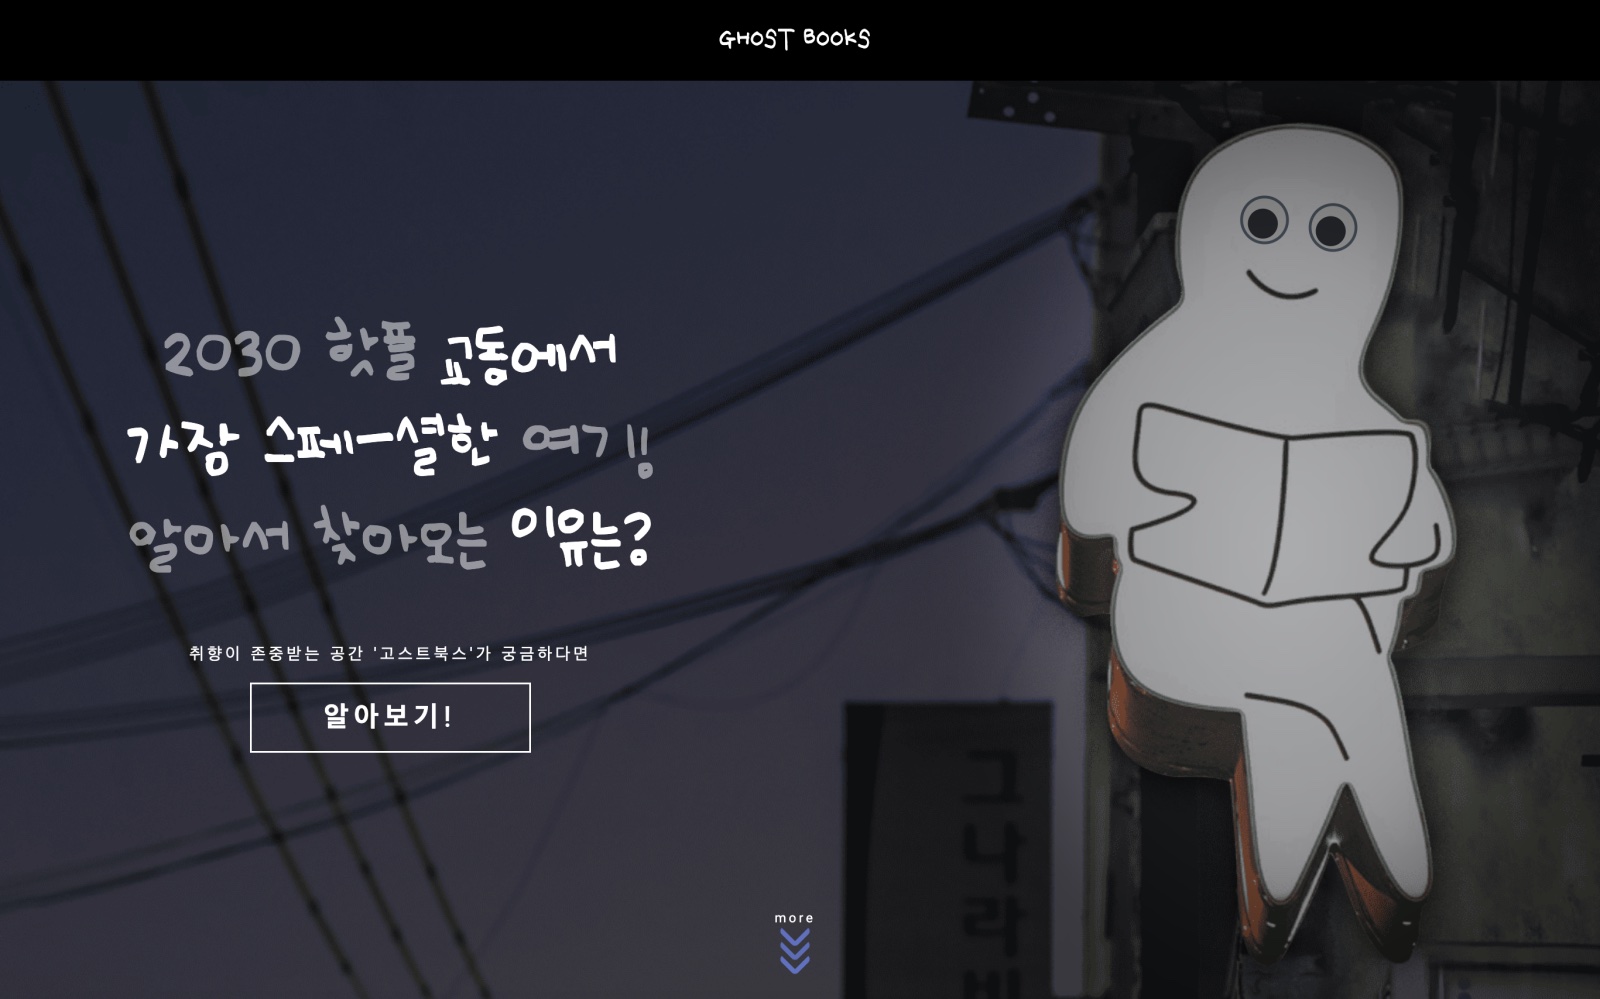 GHOST BOOKS
2030 핫플 교동에서
가장 스페-셜한 여기!!
알아서 찾아오는 이유는?
취향이 존중받는 공간 '고스트북스'가 궁금하다면
알아보기!
more
그나라